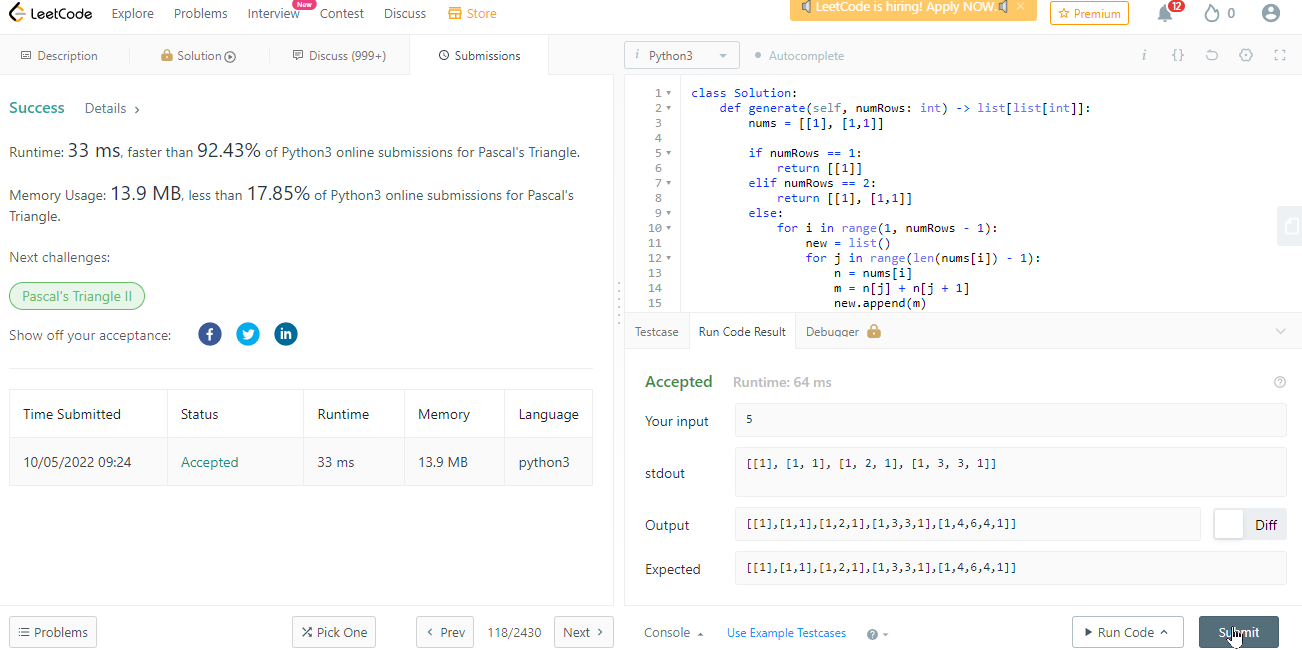 LeetCode Explore Problems Interview New Contest Discuss Store LeetCode is hiring! Apply NOW. × Premium 12 0
Description Solution Discuss (999+) Submissions
i Python3 Autocomplete i {}
Success Details >
Runtime: 33 ms, faster than 92.43% of Python3 online submissions for Pascal's Triangle.
Memory Usage: 13.9 MB, less than 17.85% of Python3 online submissions for Pascal's
Triangle.
Next challenges:
Pascal's Triangle II
Show off your acceptance:
Time Submitted Status Runtime Memory Language
10/05/2022 09:24 Accepted 33 ms 13.9 MB python3
Problems Pick One < Prev 118/2430 Next >
1 class Solution:
2 def generate(self, numRows: int) -> list[list[int]]:
3 nums = [[1], [1,1]]
4
5 if numRows == 1:
6 return [[1]]
7 elif numRows == 2:
8 return [[1], [1,1]]
9 else:
10 for i in range(1, numRows - 1):
11 new = list()
12 for j in range(len(nums[i]) - 1):
13 n = nums[i]
14 m = n[j] + n[j + 1]
15 new.append(m)
Testcase Run Code Result Debugger
Accepted Runtime: 64 ms ?
Your input 5
stdout [[1], [1, 1], [1, 2, 1], [1, 3, 3, 1]]
Output [[1],[1,1],[1,2,1],[1,3,3,1],[1,4,6,4,1]] Diff
Expected [[1],[1,1],[1,2,1],[1,3,3,1],[1,4,6,4,1]]
Console Use Example Testcases ? Run Code Submit